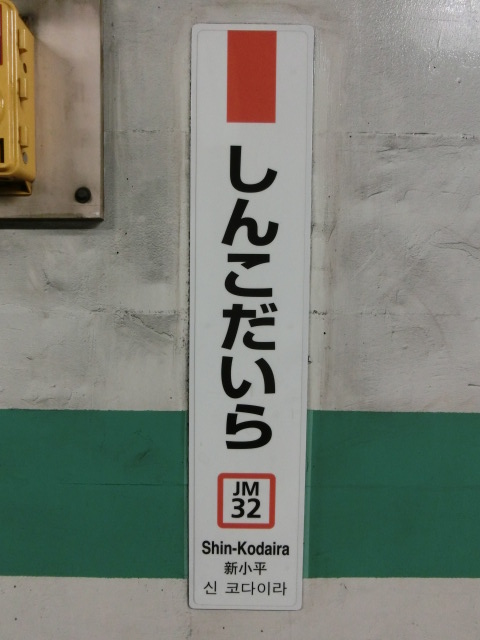 しんこだいら
JM
32
Shin-Kodaira
新小平
신 코다이라